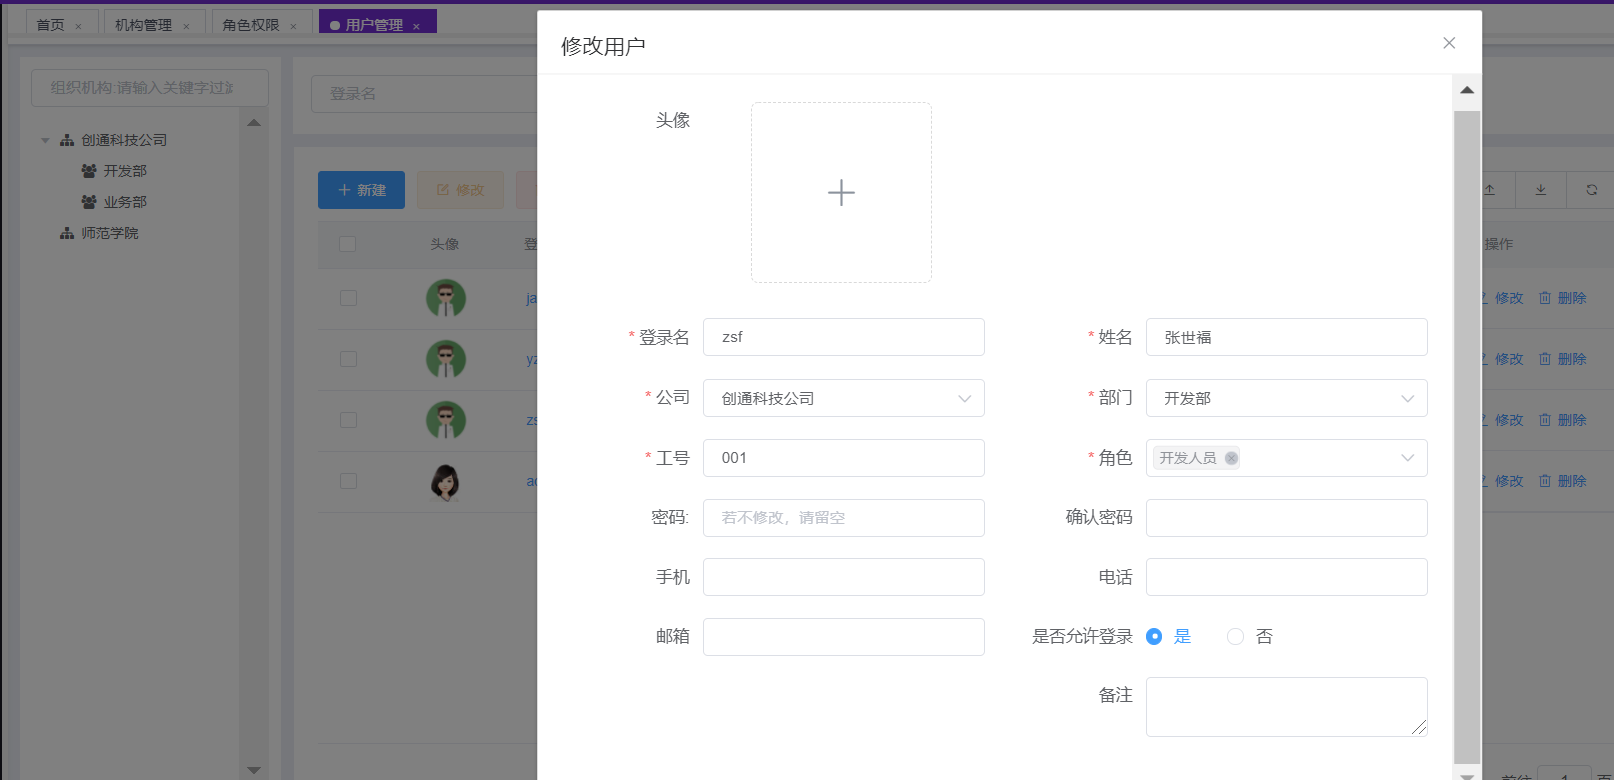 首页 × 机构管理 × 角色权限 × 用户管理 ×
修改用户
组织机构:请输入关键字过滤
登录名
创通科技公司
开发部
业务部
师范学院
新建 修改
头像
操作
修改 删除
修改 删除
修改 删除
修改 删除
前往 1 页
头像
* 登录名 zsf
* 姓名 张世福
* 公司 创通科技公司
* 部门 开发部
* 工号 001
* 角色 开发人员
密码: 若不修改，请留空
确认密码
手机
电话
邮箱
是否允许登录 是 否
备注